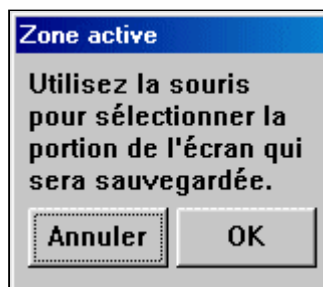 Zone active
Utilisez la souris
pour sélectionner la
portion de l'écran qui
sera sauvegardée.
Annuler OK